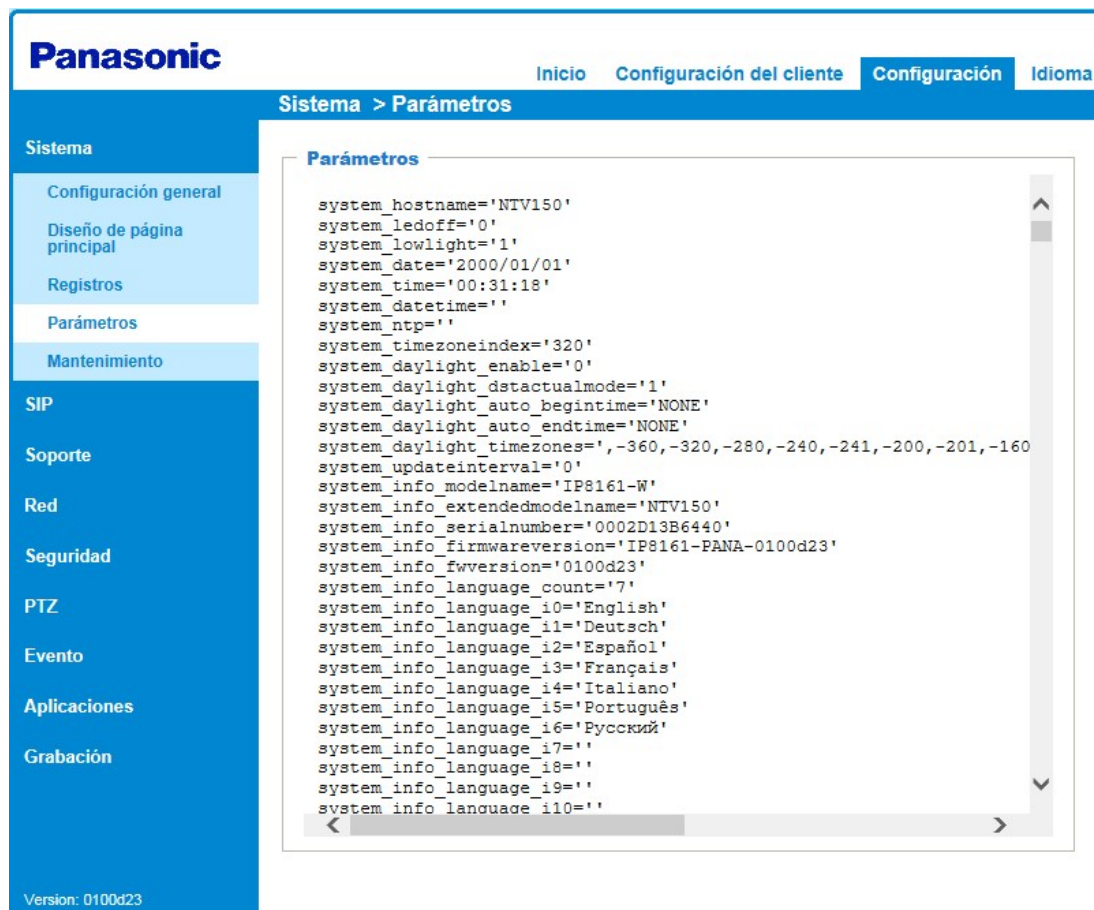 Panasonic
Inicio Configuración del cliente Configuración Idioma
Sistema > Parámetros
Sistema
Configuración general
Diseño de página
principal
Registros
Parámetros
Mantenimiento
SIP
Soporte
Red
Seguridad
PTZ
Evento
Aplicaciones
Grabación
Version: 0100d23
Parámetros
system_hostname='NTV150'
system_ledoff='0'
system_lowlight='1'
system_date='2000/01/01'
system_time='00:31:18'
system_datetime=''
system_ntp=''
system_timezoneindex='320'
system_daylight_enable='0'
system_daylight_dstactualmode='1'
system_daylight_auto_begintime='NONE'
system_daylight_auto_endtime='NONE'
system_daylight_timezones=',-360,-320,-280,-240,-241,-200,-201,-160
system_updateinterval='0'
system_info_modelname='IP8161-W'
system_info_extendedmodelname='NTV150'
system_info_serialnumber='0002D13B6440'
system_info_firmwareversion='IP8161-PANA-0100d23'
system_info_fwversion='0100d23'
system_info_language_count='7'
system_info_language_i0='English'
system_info_language_i1='Deutsch'
system_info_language_i2='Español'
system_info_language_i3='Français'
system_info_language_i4='Italiano'
system_info_language_i5='Português'
system_info_language_i6='Русский'
system_info_language_i7=''
system_info_language_i8=''
system_info_language_i9=''
system_info_language_i10=''